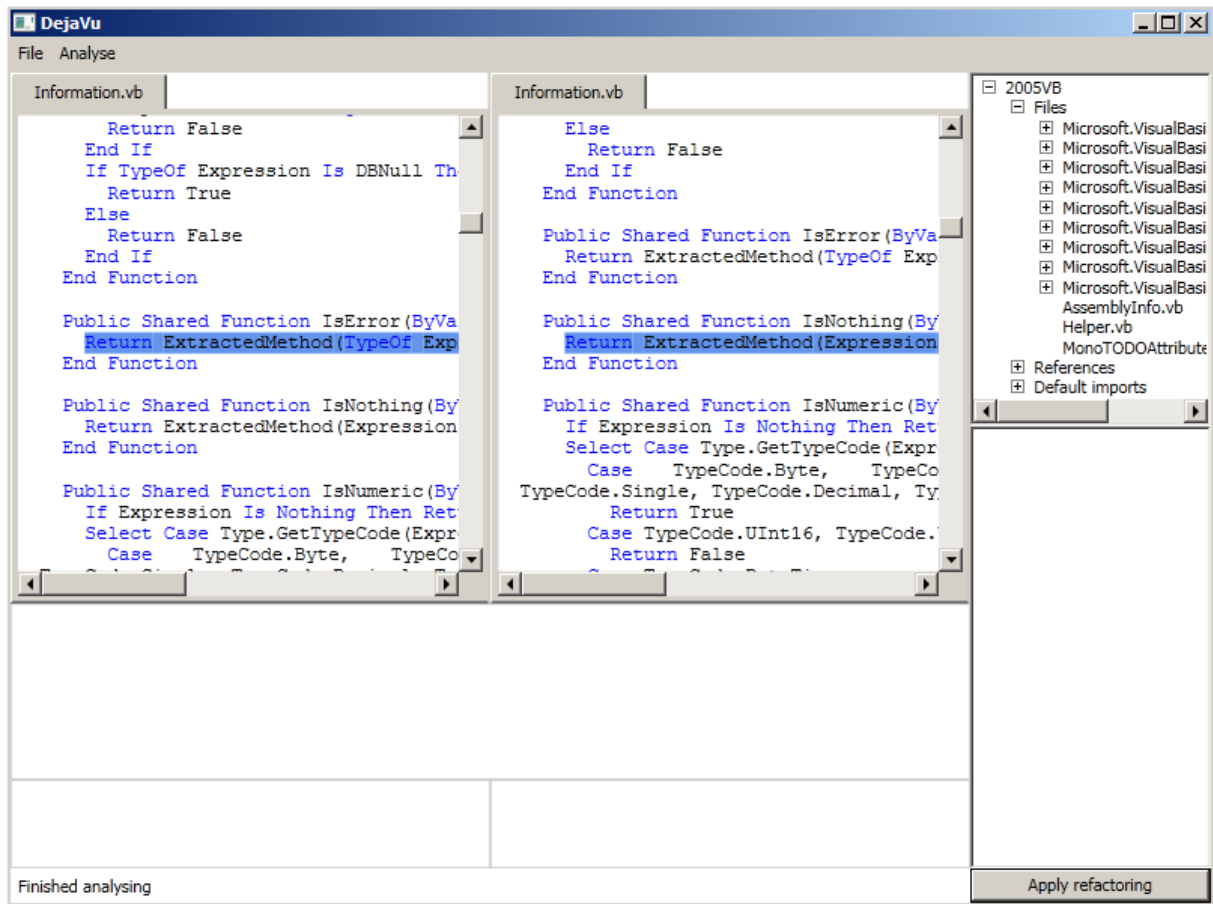 DejaVu
File Analyse
Information.vb
Return False
End If
If TypeOf Expression Is DBNull Th
Return True
Else
Return False
End If
End Function
Public Shared Function IsError(ByVa
Return ExtractedMethod(TypeOf Exp
End Function
Public Shared Function IsNothing(By
Return ExtractedMethod(Expression
End Function
Public Shared Function IsNumeric(By
If Expression Is Nothing Then Ret
Select Case Type.GetTypeCode(Expr
Case TypeCode.Byte, TypeCo
Information.vb
Else
Return False
End If
End Function
Public Shared Function IsError(ByVa
Return ExtractedMethod(TypeOf Exp
End Function
Public Shared Function IsNothing(By
Return ExtractedMethod(Expression
End Function
Public Shared Function IsNumeric(By
If Expression Is Nothing Then Ret
Select Case Type.GetTypeCode(Expr
Case TypeCode.Byte, TypeCo
TypeCode.Single, TypeCode.Decimal, Ty
Return True
Case TypeCode.UInt16, TypeCode.
Return False
2005VB
Files
Microsoft.VisualBasi
Microsoft.VisualBasi
Microsoft.VisualBasi
Microsoft.VisualBasi
Microsoft.VisualBasi
Microsoft.VisualBasi
Microsoft.VisualBasi
Microsoft.VisualBasi
Microsoft.VisualBasi
AssemblyInfo.vb
Helper.vb
MonoTODOAttribute
References
Default imports
Finished analysing
Apply refactoring